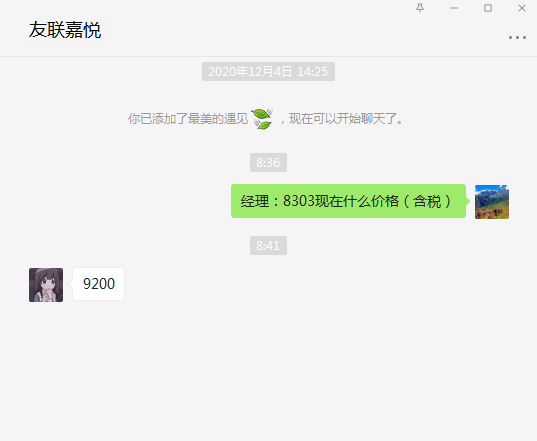 友联嘉悦
2020年12月4日 14:25
你已添加了最美的遇见，现在可以开始聊天了。
8:36
经理：8303现在什么价格（含税）
8:41
9200